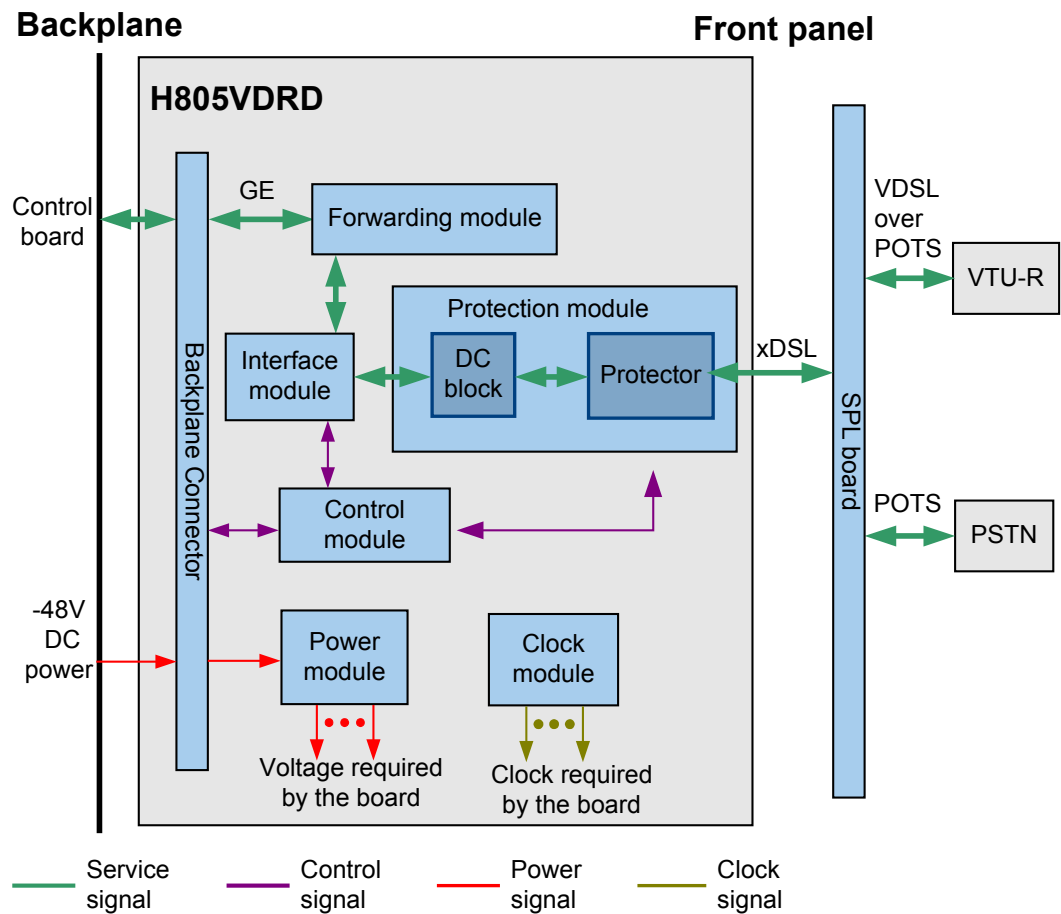 Backplane
Front panel
H805VDRD
Control
board
GE
Forwarding module
VDSL
over
POTS
VTU-R
Protection module
Interface
module
DC
block
Protector
xDSL
Backplane Connector
SPL board
Control
module
POTS
PSTN
-48V
DC
power
Power
module
Clock
module
Voltage required
by the board
Clock required
by the board
Service
signal
Control
signal
Power
signal
Clock
signal